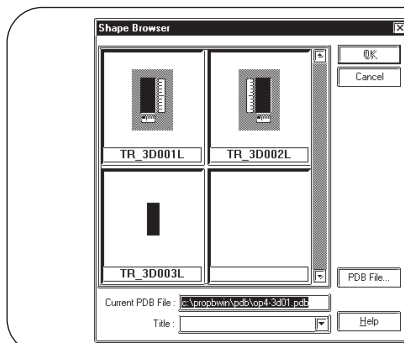 Shape Browser
OK
Cancel
TR_3D001L
TR_3D002L
TR_3D003L
PDB File...
Current PDB File : c:\propbwin\pdb\op4-3d01.pdb
Title :
Help